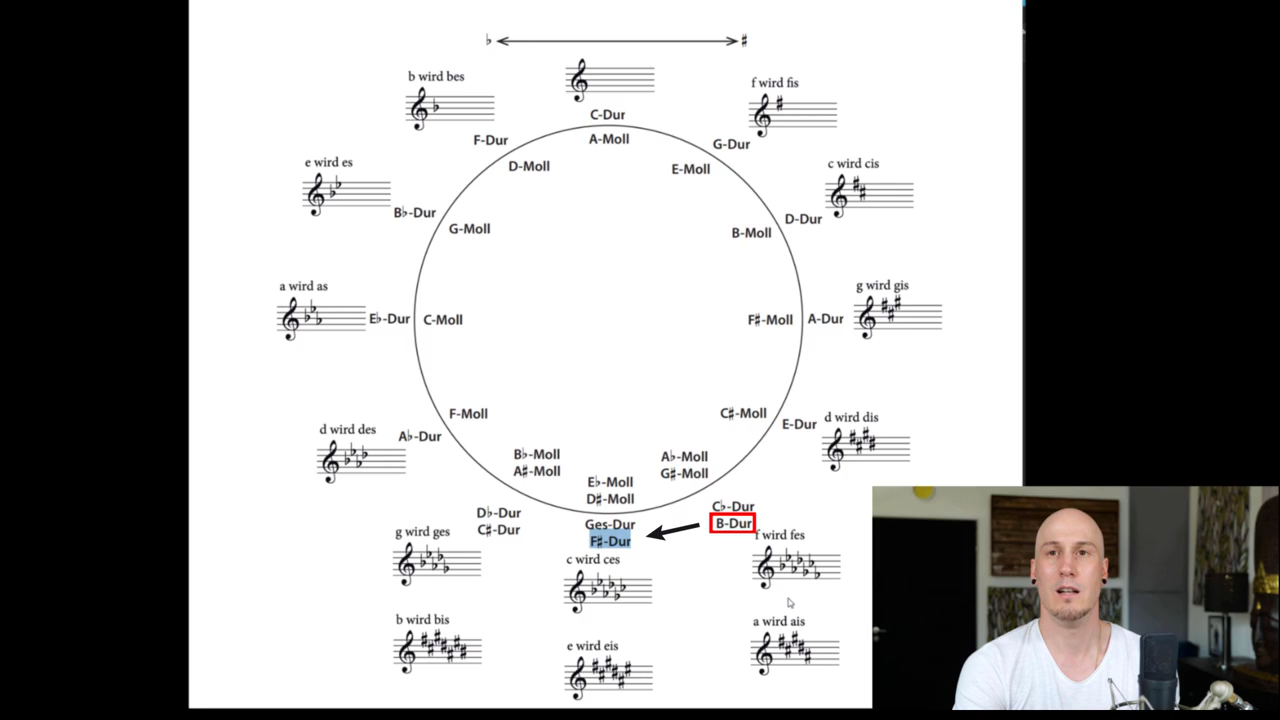 ♭ ♯
b wird bes
f wird fis
C-Dur
A-Moll
F-Dur
D-Moll
G-Dur
E-Moll
e wird es
c wird cis
B♭-Dur
G-Moll
D-Dur
B-Moll
a wird as
g wird gis
E♭-Dur
C-Moll
F♯-Moll
A-Dur
d wird des
A♭-Dur
F-Moll
C♯-Moll
E-Dur
d wird dis
B♭-Moll
A♯-Moll
E♭-Moll
D♯-Moll
A♭-Moll
G♯-Moll
D♭-Dur
C♯-Dur
Ges-Dur
F♯-Dur
C♭-Dur
B-Dur
g wird ges
c wird ces
f wird fes
b wird bis
e wird eis
a wird ais